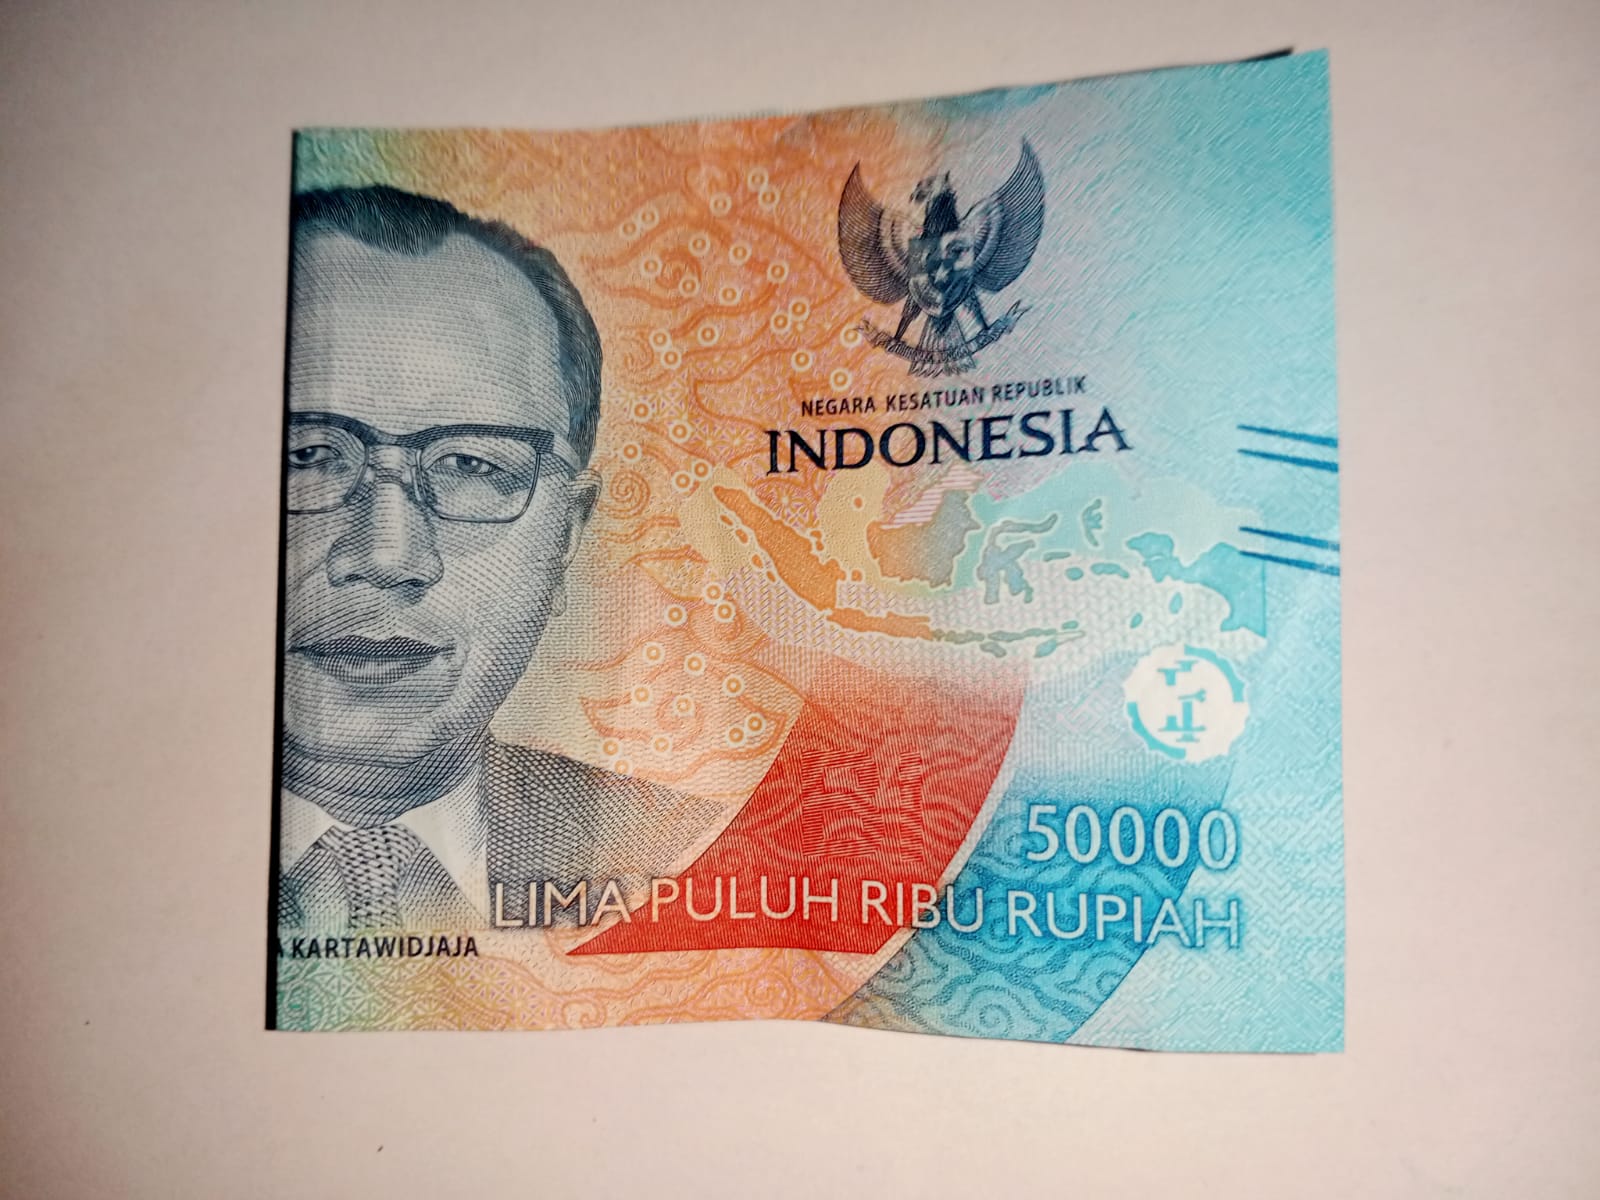 NEGARA KESATUAN REPUBLIK
INDONESIA
50000
LIMA PULUH RIBU RUPIAH
A KARTAWIDJAJA